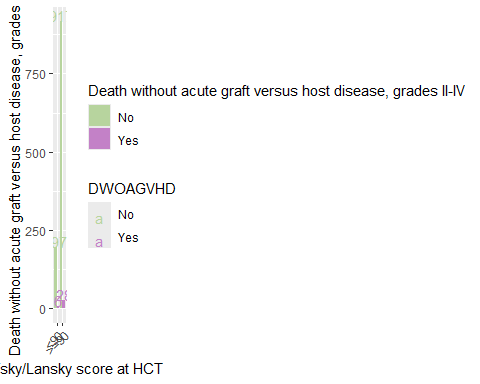 Death without acute graft versus host disease, grades
750
500
250
0
Death without acute graft versus host disease, grades II-IV
No
Yes
DWOAGVHD
a No
a Yes
sky/Lansky score at HCT